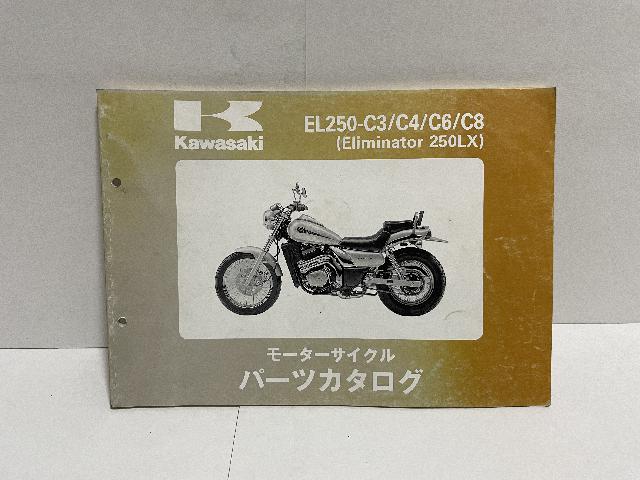 Kawasaki
EL250-C3/C4/C6/C8
(Eliminator 250LX)
モーターサイクル
パーツカタログ